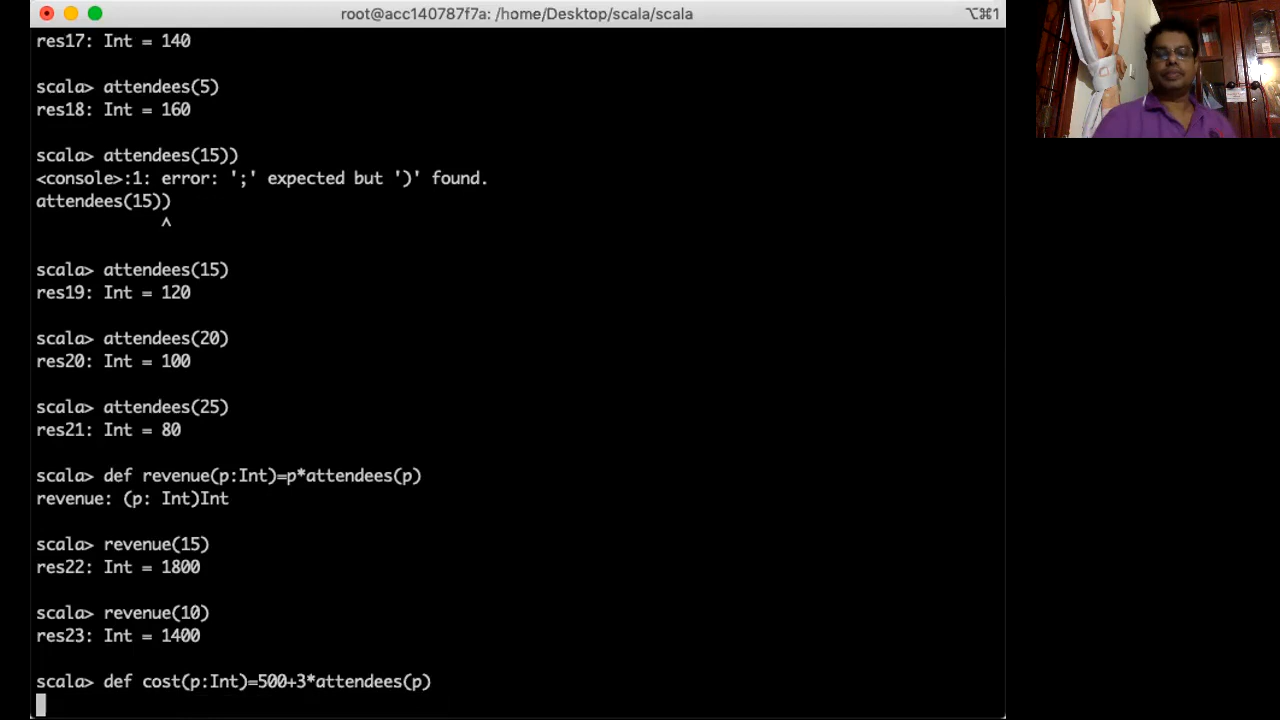 root@acc140787f7a: /home/Desktop/scala/scala
⌥⌘1
res17: Int = 140
scala> attendees(5)
res18: Int = 160
scala> attendees(15))
<console>:1: error: ';' expected but ')' found.
attendees(15))
^
scala> attendees(15)
res19: Int = 120
scala> attendees(20)
res20: Int = 100
scala> attendees(25)
res21: Int = 80
scala> def revenue(p:Int)=p*attendees(p)
revenue: (p: Int)Int
scala> revenue(15)
res22: Int = 1800
scala> revenue(10)
res23: Int = 1400
scala> def cost(p:Int)=500+3*attendees(p)